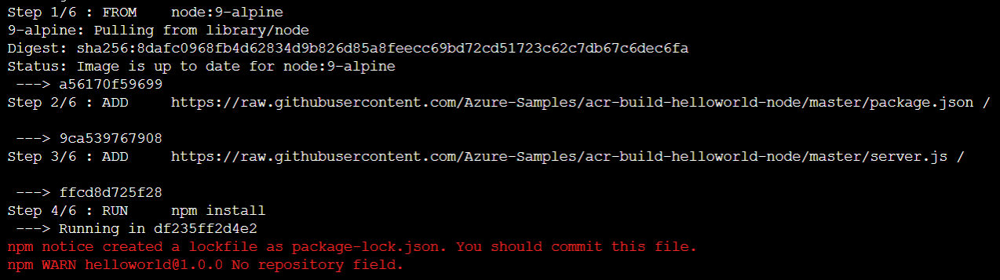 Step 1/6 : FROM    node:9-alpine
9-alpine: Pulling from library/node
Digest: sha256:8dafc0968fb4d62834d9b826d85a8feecc69bd72cd51723c62c7db67c6dec6fa
Status: Image is up to date for node:9-alpine
 ---> a56170f59699
Step 2/6 : ADD     https://raw.githubusercontent.com/Azure-Samples/acr-build-helloworld-node/master/package.json /
 ---> 9ca539767908
Step 3/6 : ADD     https://raw.githubusercontent.com/Azure-Samples/acr-build-helloworld-node/master/server.js /
 ---> ffcd8d725f28
Step 4/6 : RUN     npm install
 ---> Running in df235ff2d4e2
npm notice created a lockfile as package-lock.json. You should commit this file.
npm WARN helloworld@1.0.0 No repository field.